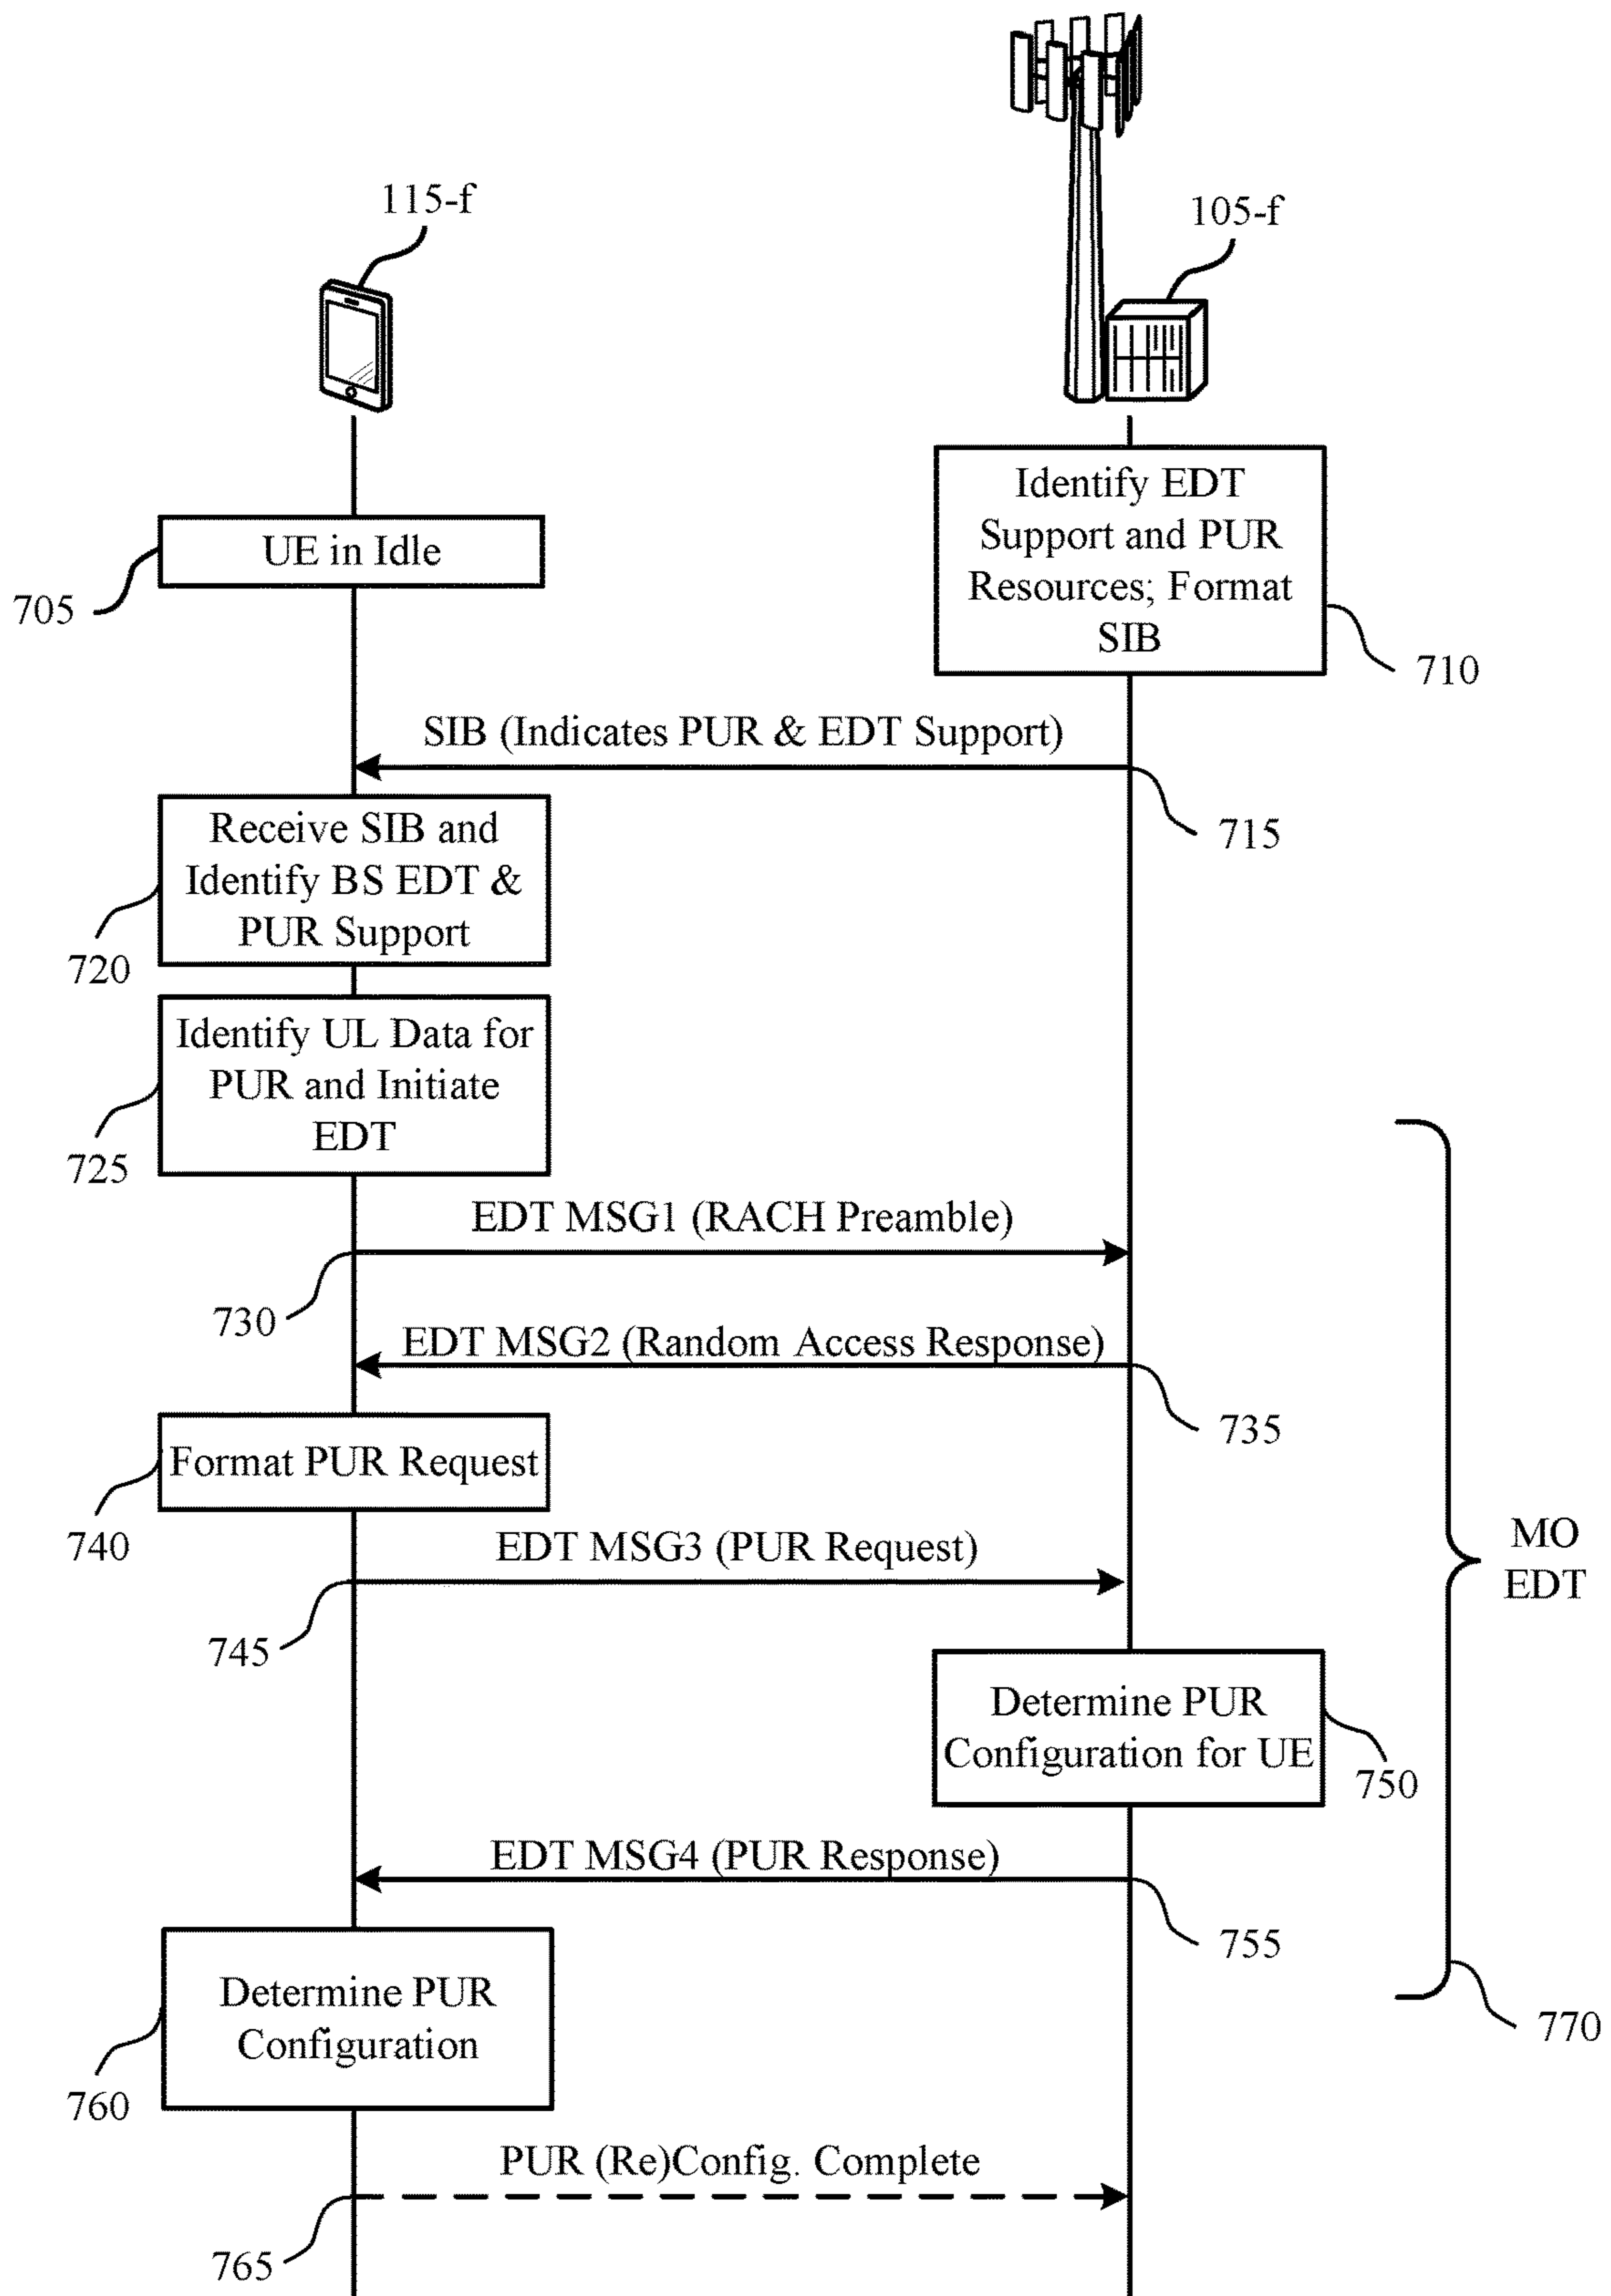 115-f
105-f
Identify EDT
Support and PUR
Resources; Format
SIB
UE in Idle
705
710
SIB (Indicates PUR & EDT Support)
715
Receive SIB and
Identify BS EDT &
PUR Support
720
Identify UL Data for
PUR and Initiate
EDT
725
EDT MSG1 (RACH Preamble)
730
EDT MSG2 (Random Access Response)
735
Format PUR Request
740
EDT MSG3 (PUR Request)
745
MO
EDT
Determine PUR
Configuration for UE
750
EDT MSG4 (PUR Response)
755
Determine PUR
Configuration
760
770
PUR (Re)Config. Complete
765